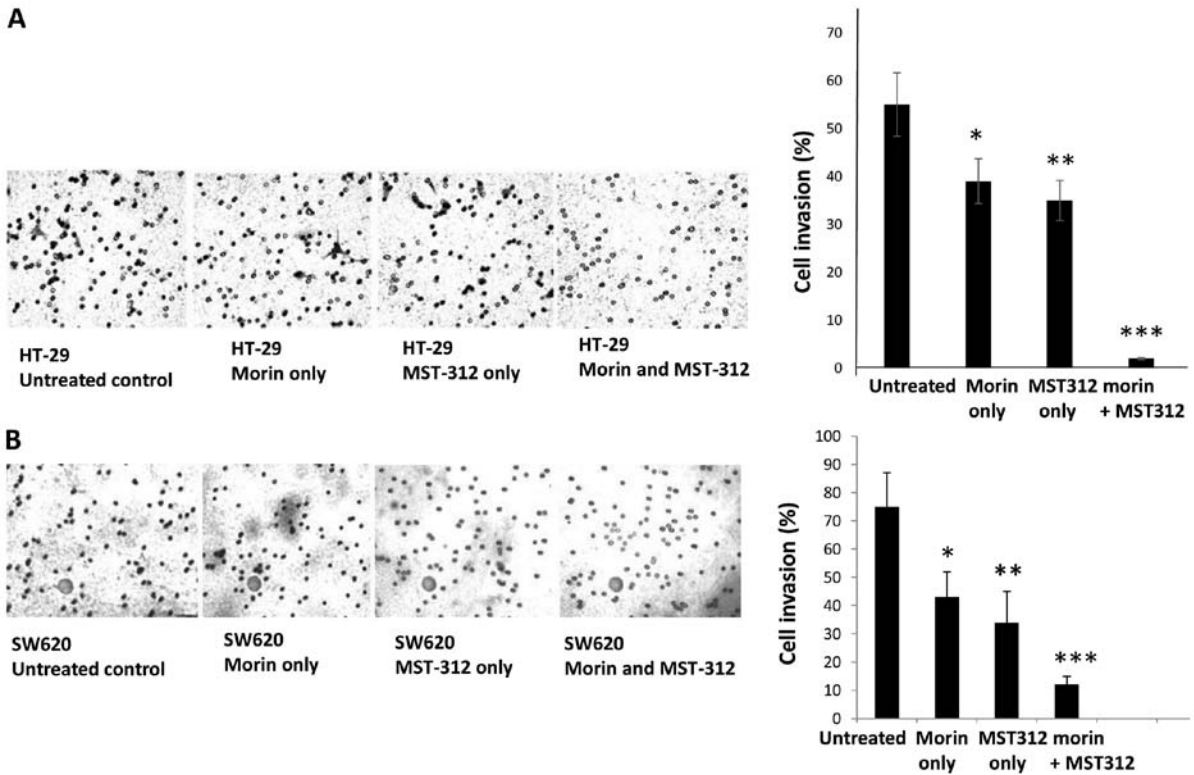 A
HT-29
Untreated control
HT-29
Morin only
HT-29
MST-312 only
HT-29
Morin and MST-312
Cell invasion (%)
70
60
50
40
30
20
10
0
*
**
***
Untreated
Morin
only
MST312
only
morin
+ MST312
B
SW620
Untreated control
SW620
Morin only
SW620
MST-312 only
SW620
Morin and MST-312
Cell invasion (%)
100
90
80
70
60
50
40
30
20
10
0
*
**
***
Untreated
Morin
only
MST312
only
morin
+ MST312